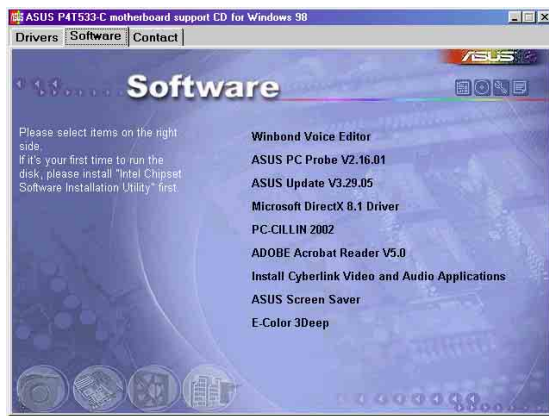 ASUS P4T533-C motherboard support CD for Windows 98
Drivers Software Contact
ASUS
Software
Please select items on the right
side.
If it's your first time to run the
disk, please install "Intel Chipset
Software Installation Utility" first.
Winbond Voice Editor
ASUS PC Probe V2.16.01
ASUS Update V3.29.05
Microsoft DirectX 8.1 Driver
PC-CILLIN 2002
ADOBE Acrobat Reader V5.0
Install Cyberlink Video and Audio Applications
ASUS Screen Saver
E-Color 3Deep